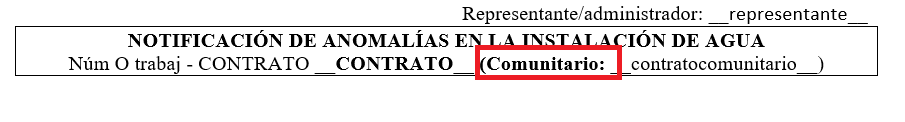 Representante/administrador: __representante__
NOTIFICACIÓN DE ANOMALÍAS EN LA INSTALACIÓN DE AGUA
Núm O trabaj - CONTRATO __CONTRATO__ (Comunitario: __contratocomunitario__)